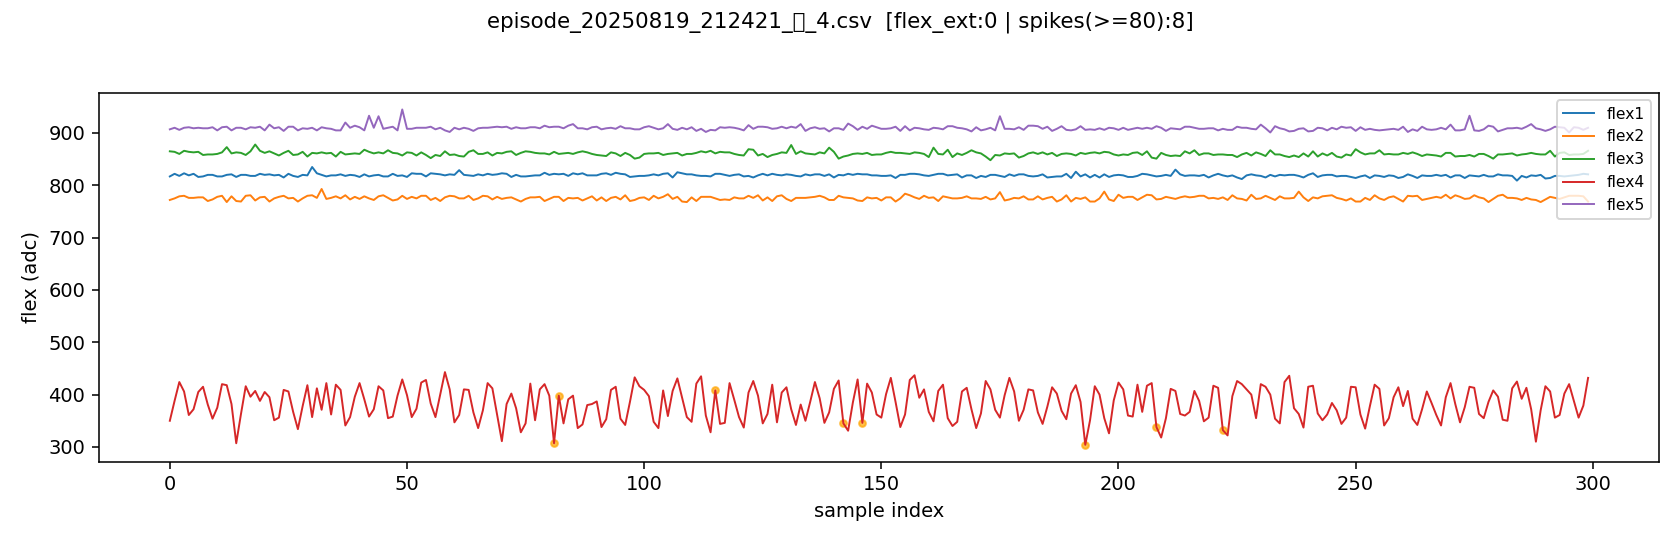 episode_20250819_212421_▯_4.csv [flex_ext:0 | spikes(>=80):8]
flex (adc)
900
800
700
600
500
400
300
0
50
100
150
200
250
300
sample index
flex1
flex2
flex3
flex4
flex5